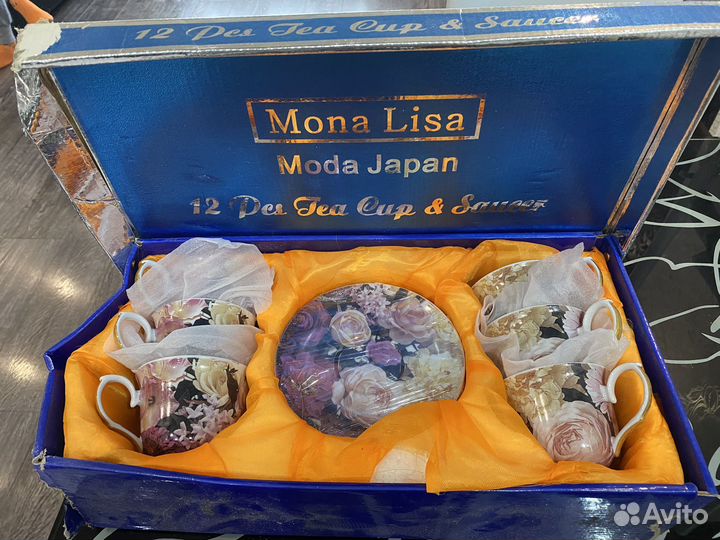 12 Pcs Tea Cup & Saucer
Mona Lisa
Moda Japan
12 Pcs Tea Cup & Saucer
Avito